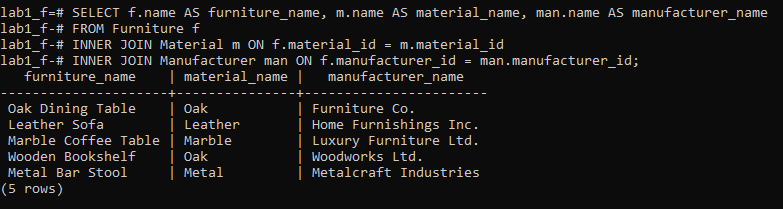 lab1_f=# SELECT f.name AS furniture_name, m.name AS material_name, man.name AS manufacturer_name
lab1_f-# FROM Furniture f
lab1_f-# INNER JOIN Material m ON f.material_id = m.material_id
lab1_f-# INNER JOIN Manufacturer man ON f.manufacturer_id = man.manufacturer_id;
   furniture_name    | material_name |   manufacturer_name
---------------------+---------------+-----------------------
 Oak Dining Table    | Oak           | Furniture Co.
 Leather Sofa        | Leather       | Home Furnishings Inc.
 Marble Coffee Table | Marble        | Luxury Furniture Ltd.
 Wooden Bookshelf    | Oak           | Woodworks Ltd.
 Metal Bar Stool     | Metal         | Metalcraft Industries
(5 rows)